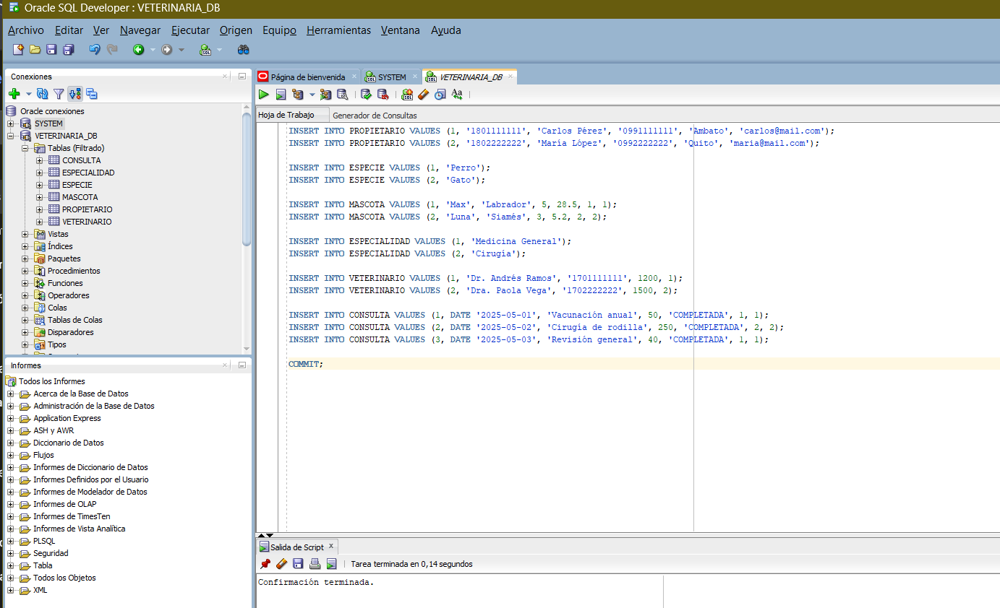 Oracle SQL Developer : VETERINARIA_DB
Archivo Editar Ver Navegar Ejecutar Origen Equipo Herramientas Ventana Ayuda
Conexiones
Oracle conexiones
SYSTEM
VETERINARIA_DB
Tablas (Filtrado)
CONSULTA
ESPECIALIDAD
ESPECIE
MASCOTA
PROPIETARIO
VETERINARIO
Vistas
Índices
Paquetes
Procedimientos
Funciones
Operadores
Colas
Tablas de Colas
Disparadores
Tipos
Informes
Todos los Informes
Acerca de la Base de Datos
Administración de la Base de Datos
Application Express
ASH y AWR
Diccionario de Datos
Flujos
Informes de Diccionario de Datos
Informes Definidos por el Usuario
Informes de Modelador de Datos
Informes de OLAP
Informes de TimesTen
Informes de Vista Analítica
PLSQL
Seguridad
Tabla
Todos los Objetos
XML
Página de bienvenida SYSTEM VETERINARIA_DB
Hoja de Trabajo Generador de Consultas
INSERT INTO PROPIETARIO VALUES (1, '1801111111', 'Carlos Pérez', '0991111111', 'Ambato', 'carlos@mail.com');
INSERT INTO PROPIETARIO VALUES (2, '1802222222', 'María López', '0992222222', 'Quito', 'maria@mail.com');
INSERT INTO ESPECIE VALUES (1, 'Perro');
INSERT INTO ESPECIE VALUES (2, 'Gato');
INSERT INTO MASCOTA VALUES (1, 'Max', 'Labrador', 5, 28.5, 1, 1);
INSERT INTO MASCOTA VALUES (2, 'Luna', 'Siamés', 3, 5.2, 2, 2);
INSERT INTO ESPECIALIDAD VALUES (1, 'Medicina General');
INSERT INTO ESPECIALIDAD VALUES (2, 'Cirugía');
INSERT INTO VETERINARIO VALUES (1, 'Dr. Andrés Ramos', '1701111111', 1200, 1);
INSERT INTO VETERINARIO VALUES (2, 'Dra. Paola Vega', '1702222222', 1500, 2);
INSERT INTO CONSULTA VALUES (1, DATE '2025-05-01', 'Vacunación anual', 50, 'COMPLETADA', 1, 1);
INSERT INTO CONSULTA VALUES (2, DATE '2025-05-02', 'Cirugía de rodilla', 250, 'COMPLETADA', 2, 2);
INSERT INTO CONSULTA VALUES (3, DATE '2025-05-03', 'Revisión general', 40, 'COMPLETADA', 1, 1);
COMMIT;
Salida de Script
Tarea terminada en 0,14 segundos
Confirmación terminada.